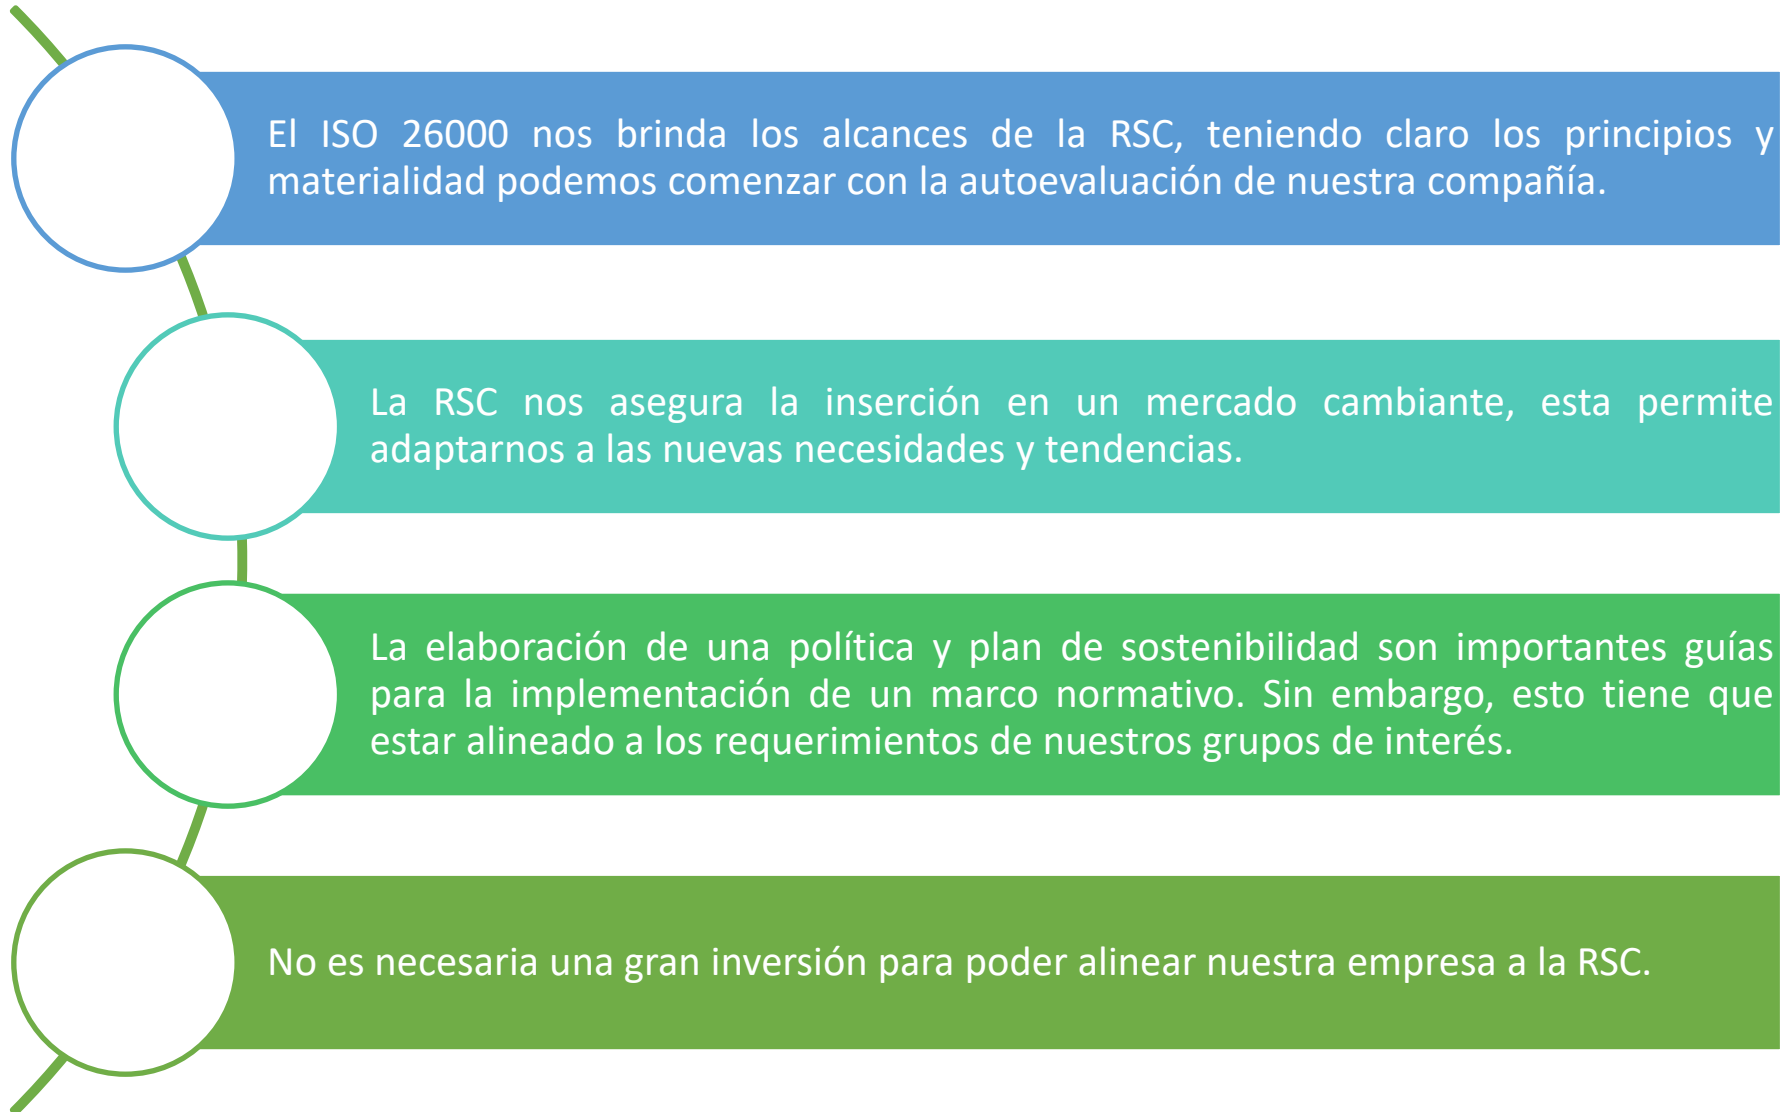 El ISO 26000 nos brinda los alcances de la RSC, teniendo claro los principios y
materialidad podemos comenzar con la autoevaluación de nuestra compañía.
La RSC nos asegura la inserción en un mercado cambiante, esta permite
adaptarnos a las nuevas necesidades y tendencias.
La elaboración de una política y plan de sostenibilidad son importantes guías
para la implementación de un marco normativo. Sin embargo, esto tiene que
estar alineado a los requerimientos de nuestros grupos de interés.
No es necesaria una gran inversión para poder alinear nuestra empresa a la RSC.